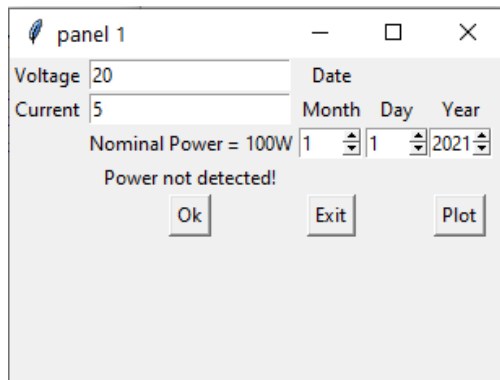 panel 1
Voltage 20 Date
Current 5 Month Day Year
Nominal Power = 100W 1 1 2021
Power not detected!
Ok Exit Plot